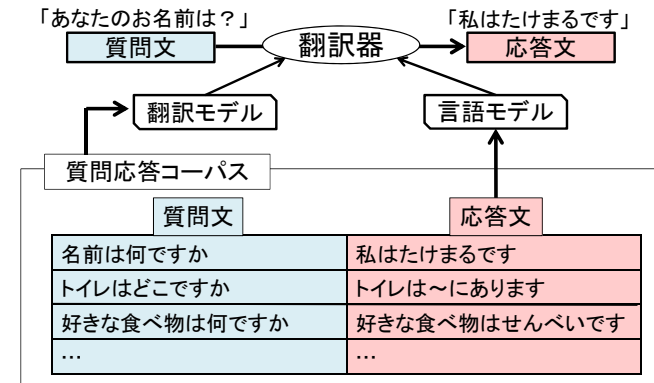 「あなたのお名前は？」
「私はたけまるです」
質問文
翻訳器
応答文
翻訳モデル
言語モデル
質問応答コーパス
質問文
応答文
名前は何ですか
私はたけまるです
トイレはどこですか
トイレは～にあります
好きな食べ物は何ですか
好きな食べ物はせんべいです
…
…